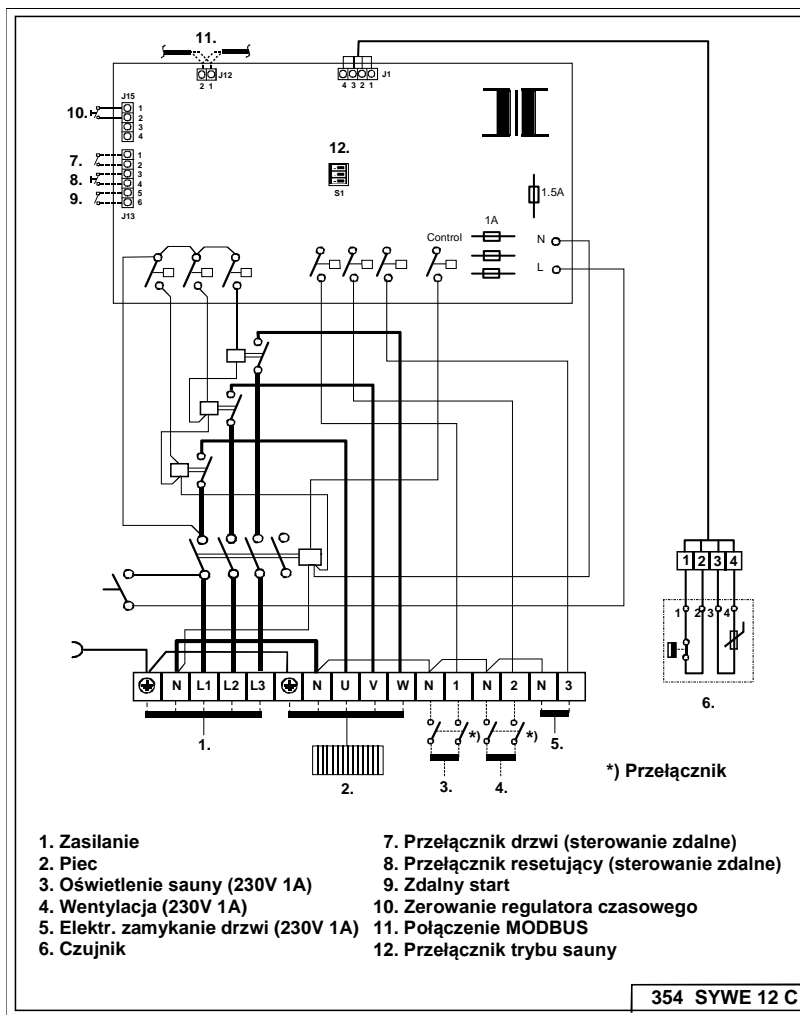 11.
J12
2 1
J1
4 3 2 1
J15
10.
1
2
3
4
12.
S1
7.
8.
9.
1
2
3
4
5
6
J13
1.5A
1A
Control
N
L
1 2 3 4
1 2 3 4
6.
N L1 L2 L3 N U V W N 1 N 2 N 3
*)
*)
1.
2.
3.
4.
5.
*) Przełącznik
1. Zasilanie
2. Piec
3. Oświetlenie sauny (230V 1A)
4. Wentylacja (230V 1A)
5. Elektr. zamykanie drzwi (230V 1A)
6. Czujnik
7. Przełącznik drzwi (sterowanie zdalne)
8. Przełącznik resetujący (sterowanie zdalne)
9. Zdalny start
10. Zerowanie regulatora czasowego
11. Połączenie MODBUS
12. Przełącznik trybu sauny
354 SYWE 12 C